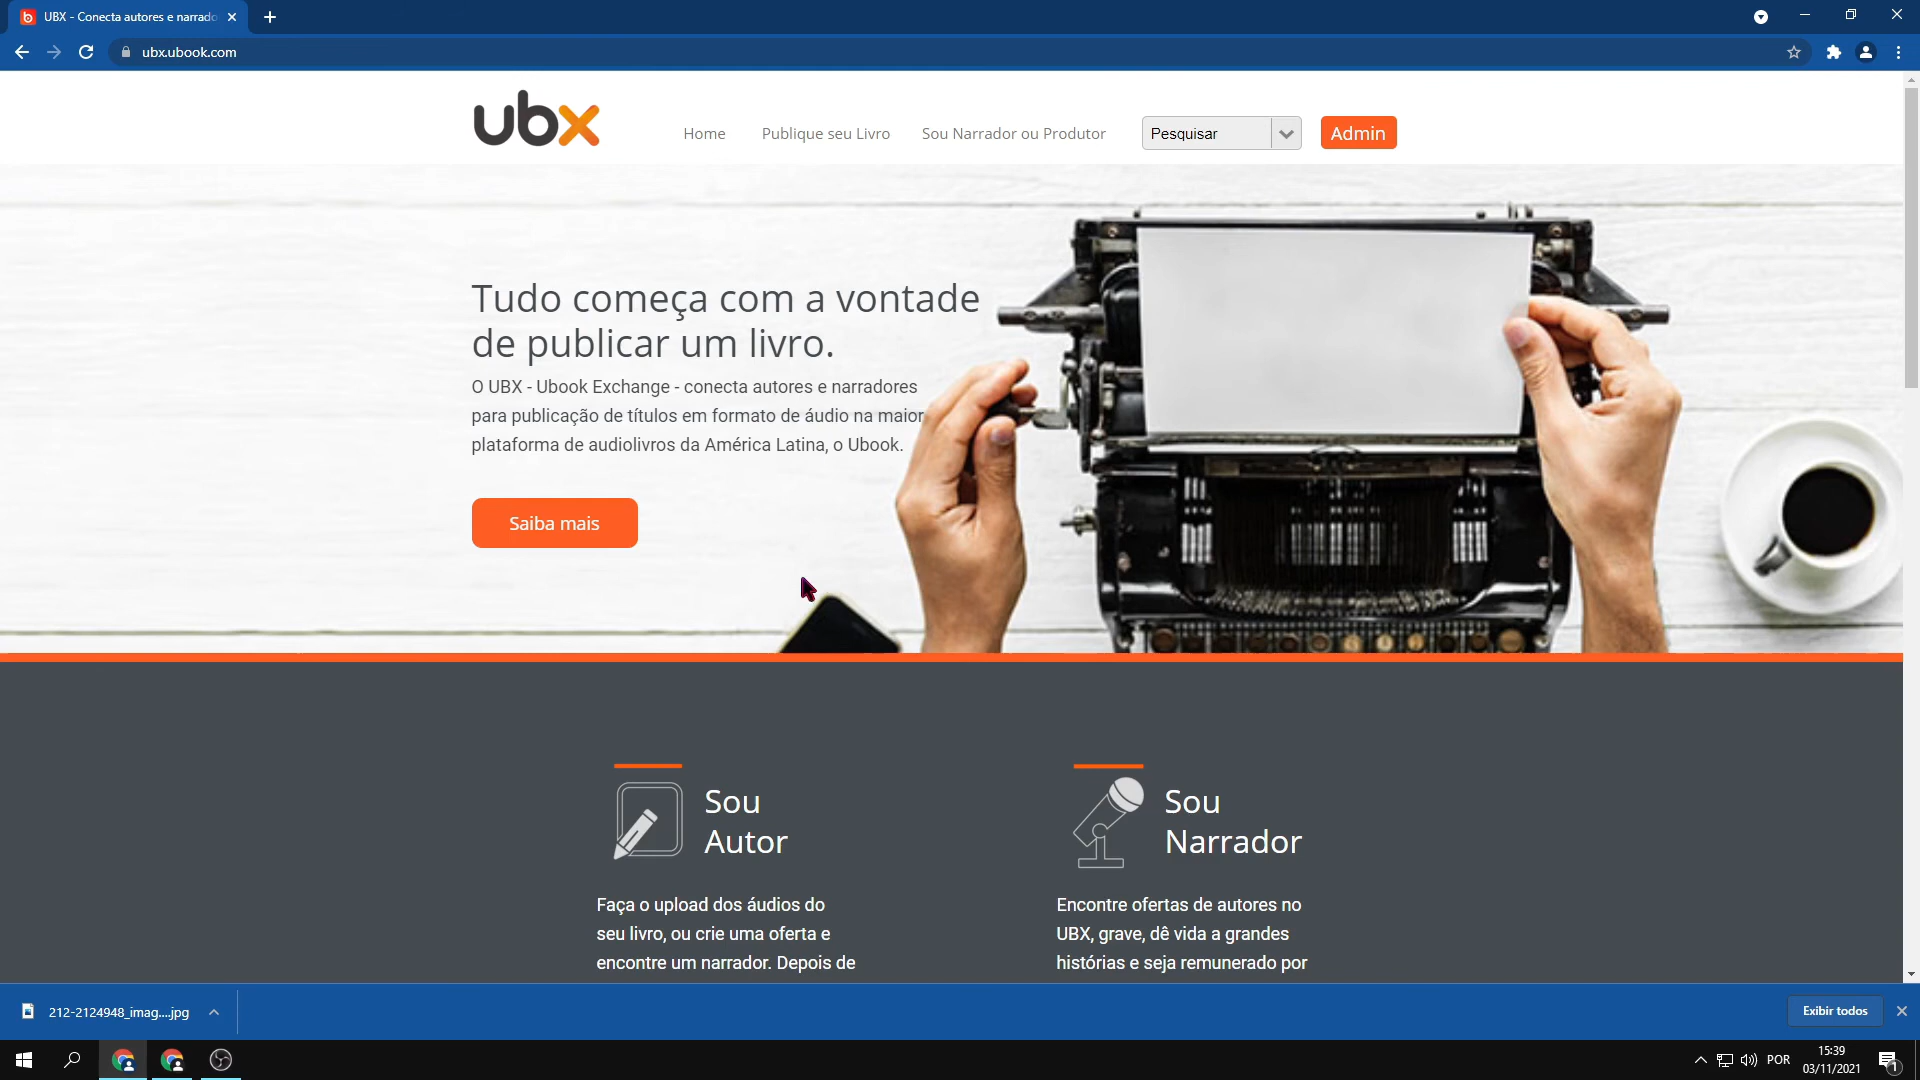 UBX - Conecta autores e narrado
ubx.ubook.com
ubx
Home
Publique seu Livro
Sou Narrador ou Produtor
Pesquisar
Admin
Tudo começa com a vontade
de publicar um livro.
O UBX - Ubook Exchange - conecta autores e narradores
para publicação de títulos em formato de áudio na maior
plataforma de audiolivros da América Latina, o Ubook.
Saiba mais
Sou
Autor
Faça o upload dos áudios do
seu livro, ou crie uma oferta e
encontre um narrador. Depois de
Sou
Narrador
Encontre ofertas de autores no
UBX, grave, dê vida a grandes
histórias e seja remunerado por
212-2124948_imag....jpg
Exibir todos
POR
15:39
03/11/2021
1